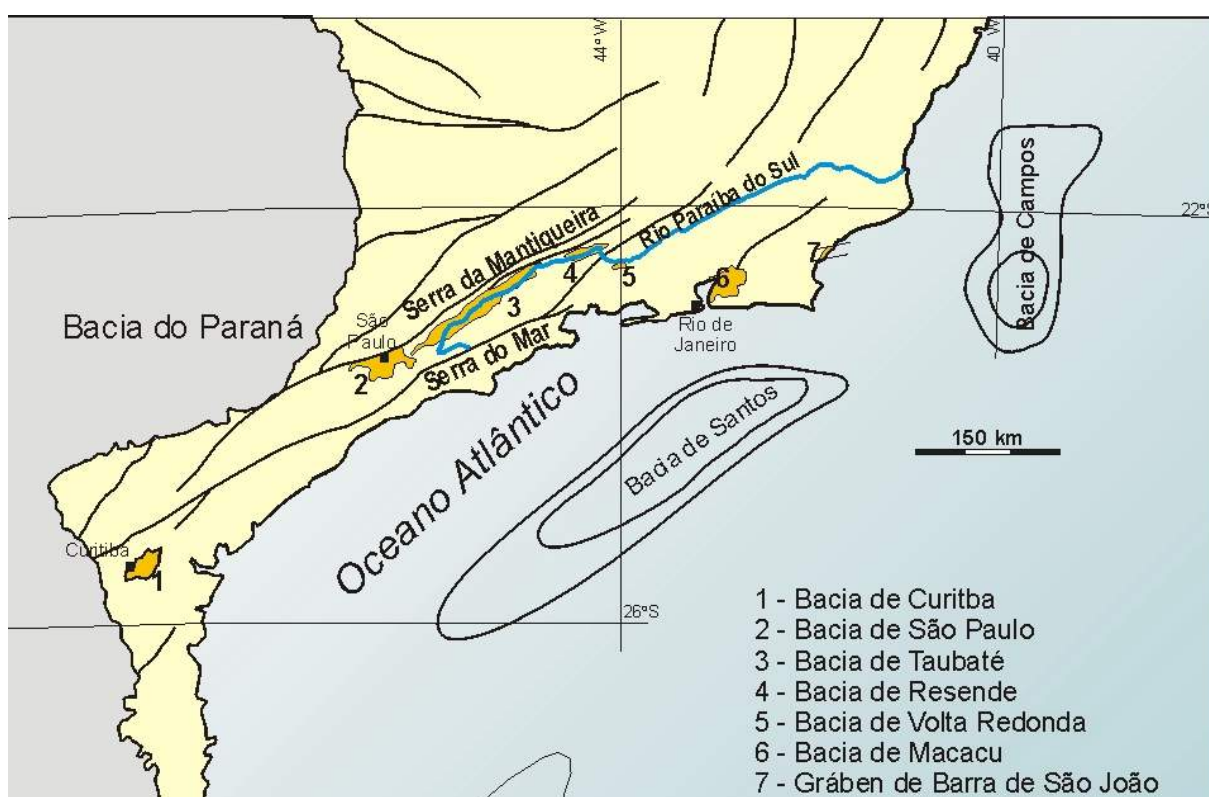 44º W
40 W
22°S
Bacia de Campos
Rio Paraíba do Sul
Serra da Mantiqueira
7
4
5
6
3
Bacia do Paraná
São
Paulo
Rio de
Janeiro
Serra do Mar
2
Oceano Atlântico
Bacia de Santos
150 km
Curitiba
1
26°S
1 - Bacia de Curitba
2 - Bacia de São Paulo
3 - Bacia de Taubaté
4 - Bacia de Resende
5 - Bacia de Volta Redonda
6 - Bacia de Macacu
7 - Gráben de Barra de São João